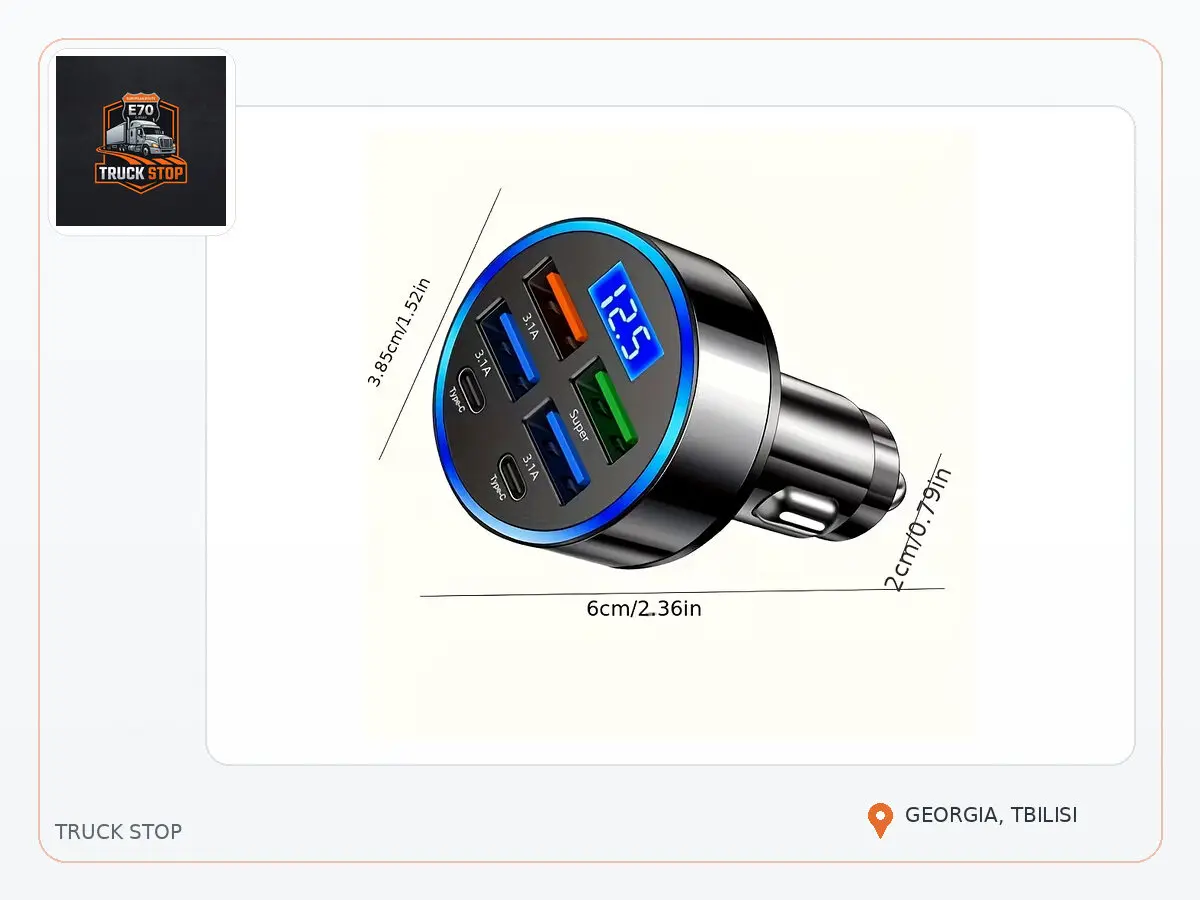 E70
TRUCK STOP
3.85cm/1.52in
12.5
3.1A
3.1A
Type-C
Super
3.1A
Type-C
2cm/0.79in
6cm/2.36in
TRUCK STOP
GEORGIA, TBILISI